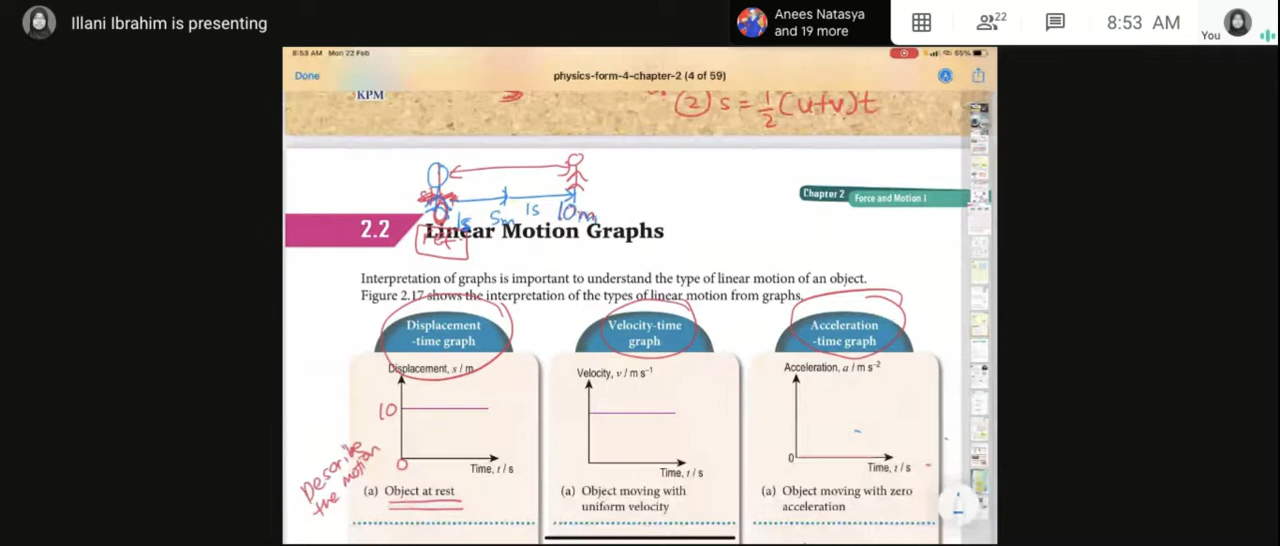 Illani Ibrahim is presenting
Anees Natasya
and 19 more
22
8:53 AM
You
8:53 AM Mon 22 Feb
55%
Done
physics-form-4-chapter-2 (4 of 59)
KPM
(2) s = 1/2 (u+v)t
Chapter 2 Force and Motion I
1s 5m 1s 10m
ref
2.2 Linear Motion Graphs
Interpretation of graphs is important to understand the type of linear motion of an object.
Figure 2.17 shows the interpretation of the types of linear motion from graphs.
Displacement
-time graph
Displacement, s / m
10
0
Time, t / s
Describe
the motion
(a) Object at rest
Velocity-time
graph
Velocity, v / m s⁻¹
Time, t / s
(a) Object moving with
uniform velocity
Acceleration
-time graph
Acceleration, a / m s⁻²
0
Time, t / s
(a) Object moving with zero
acceleration